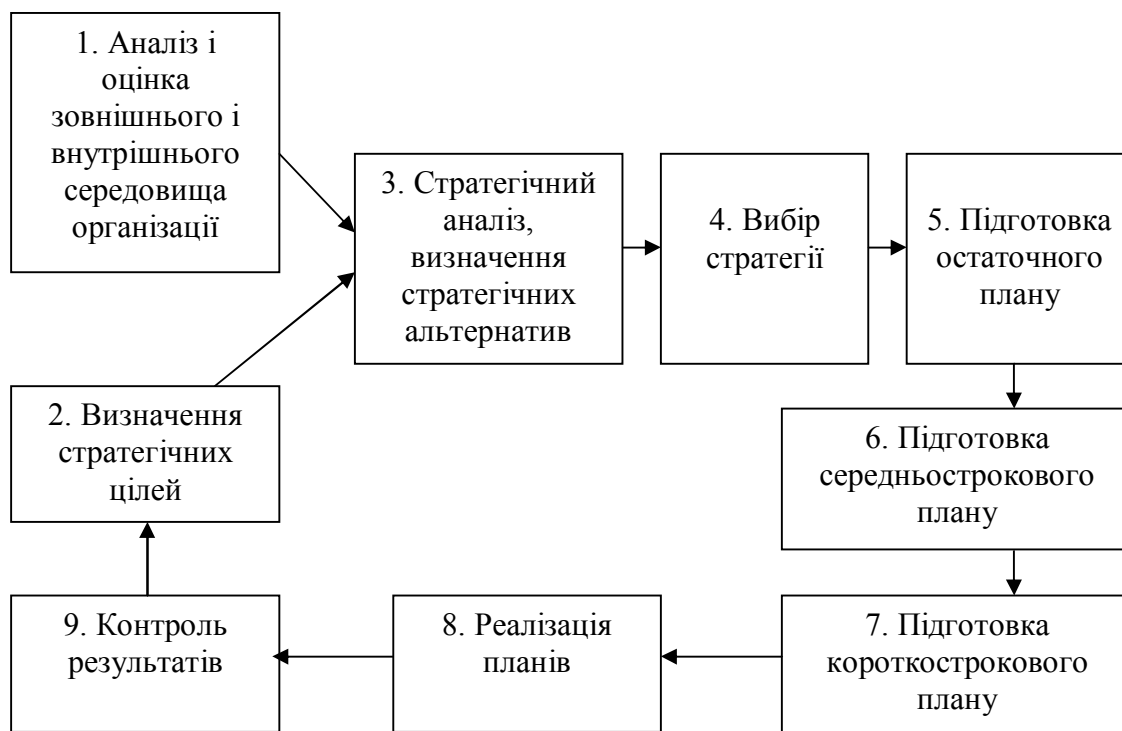 1. Аналіз і
оцінка
зовнішнього і
внутрішнього
середовища
організації
2. Визначення
стратегічних
цілей
3. Стратегічний
аналіз,
визначення
стратегічних
альтернатив
4. Вибір
стратегії
5. Підготовка
остаточного
плану
6. Підготовка
середньострокового
плану
7. Підготовка
короткострокового
плану
8. Реалізація
планів
9. Контроль
результатів